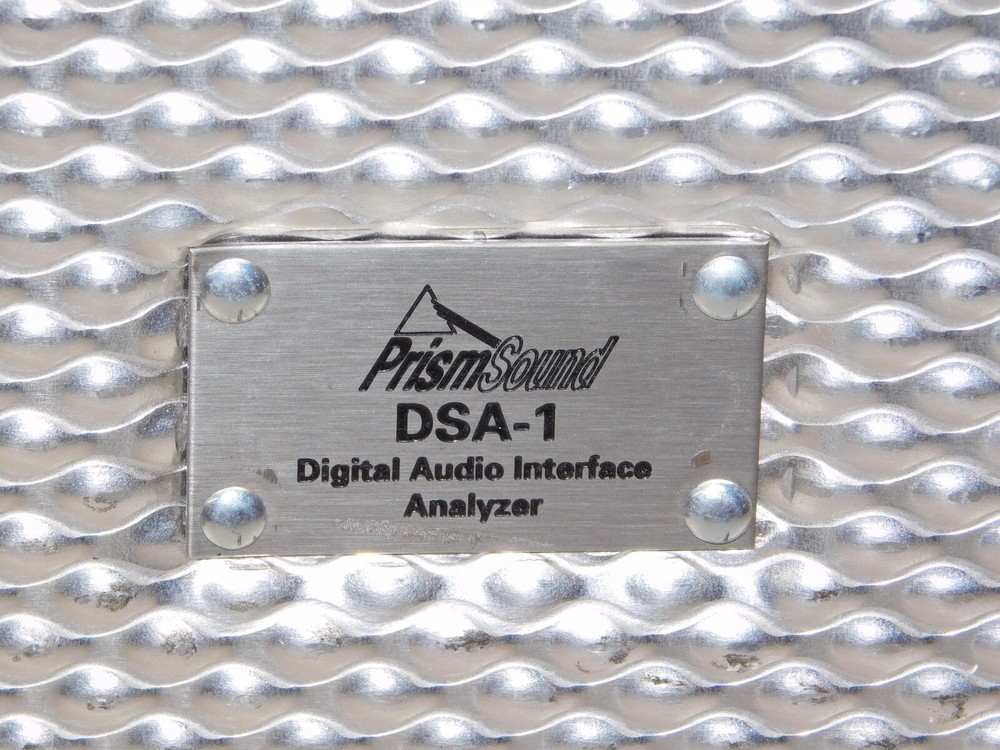 PrismSound
DSA-1
Digital Audio Interface
Analyzer